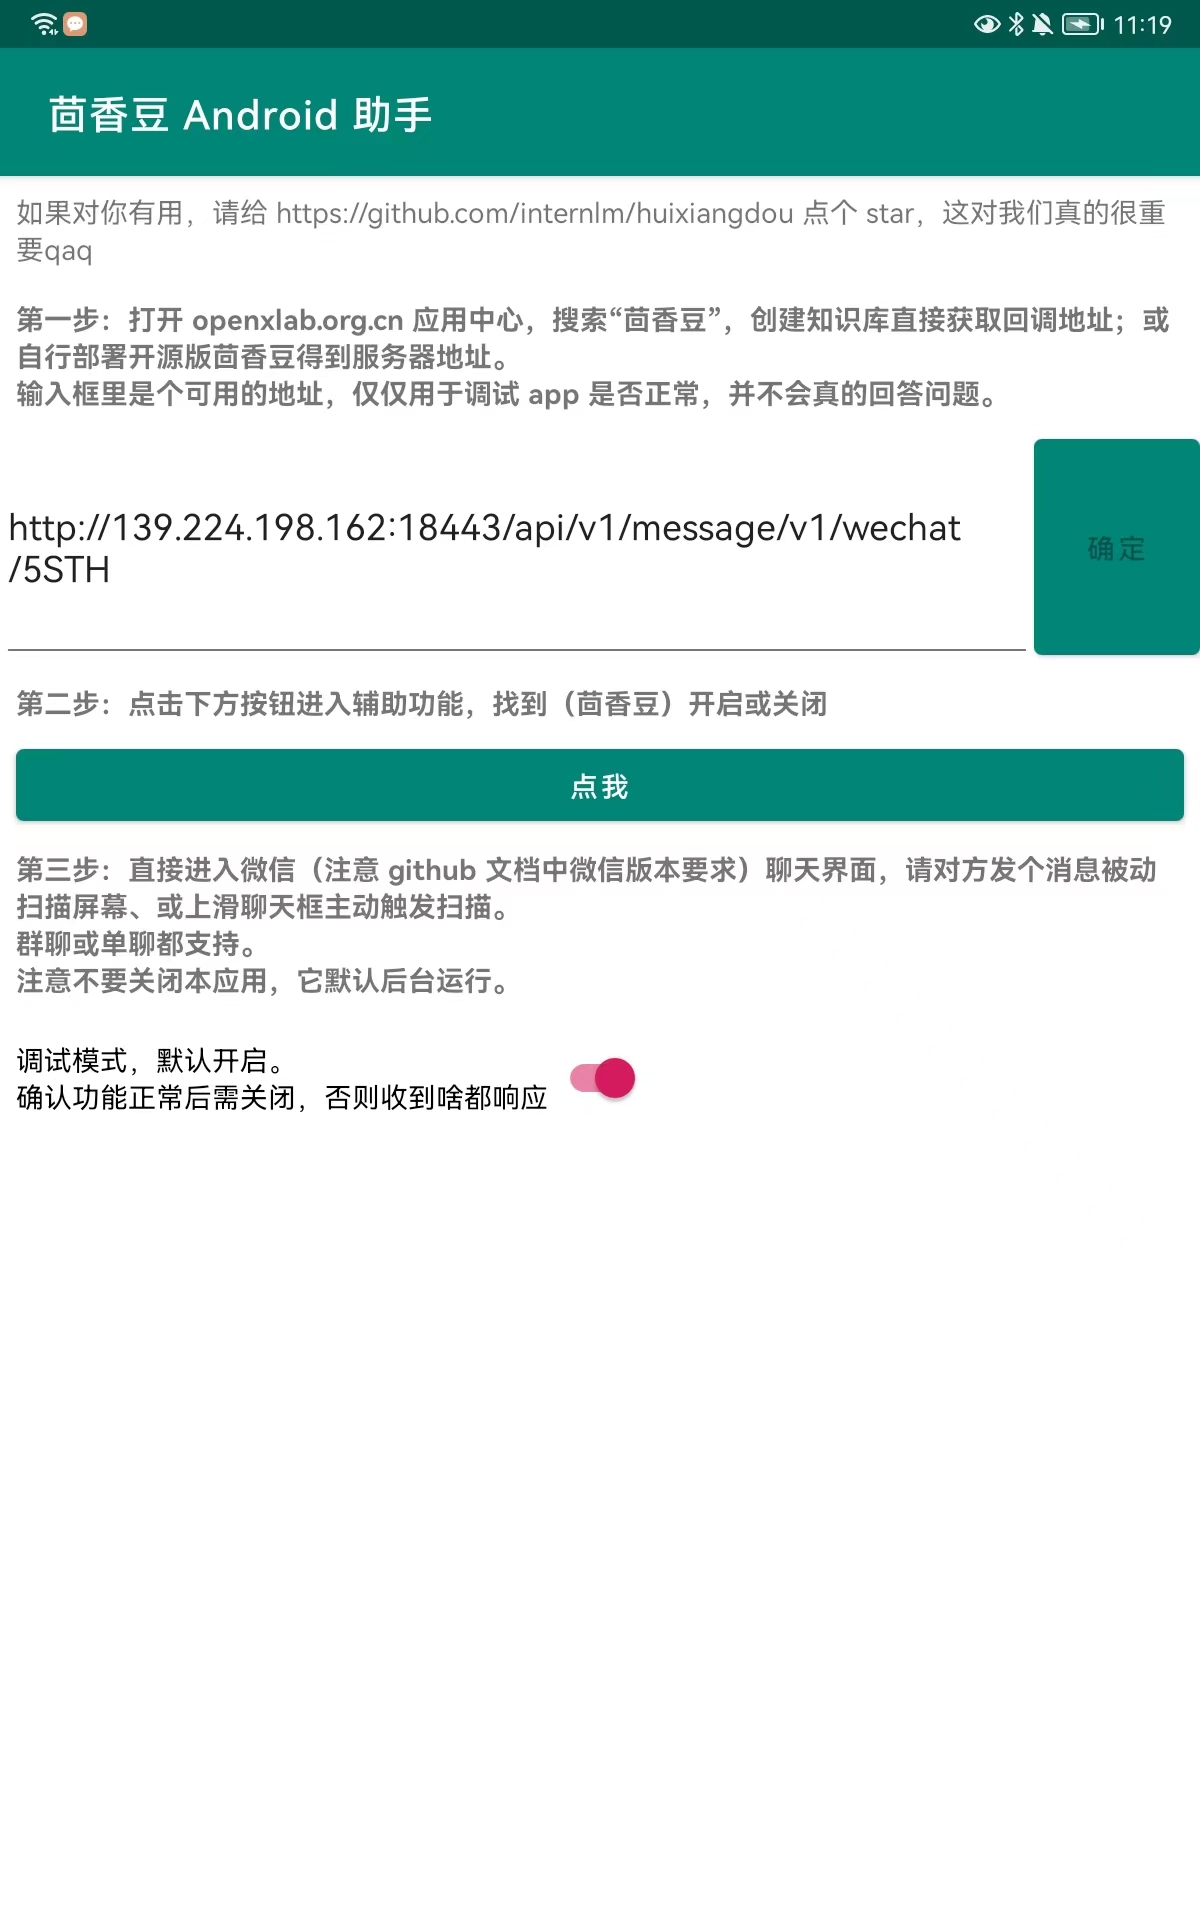 11:19
茴香豆 Android 助手
如果对你有用，请给 https://github.com/internlm/huixiangdou 点个 star，这对我们真的很重
要qaq
第一步：打开 openxlab.org.cn 应用中心，搜索“茴香豆”，创建知识库直接获取回调地址；或
自行部署开源版茴香豆得到服务器地址。
输入框里是个可用的地址，仅仅用于调试 app 是否正常，并不会真的回答问题。
http://139.224.198.162:18443/api/v1/message/v1/wechat
/5STH
确定
第二步：点击下方按钮进入辅助功能，找到（茴香豆）开启或关闭
点我
第三步：直接进入微信（注意 github 文档中微信版本要求）聊天界面，请对方发个消息被动
扫描屏幕、或上滑聊天框主动触发扫描。
群聊或单聊都支持。
注意不要关闭本应用，它默认后台运行。
调试模式，默认开启。
确认功能正常后需关闭，否则收到啥都响应